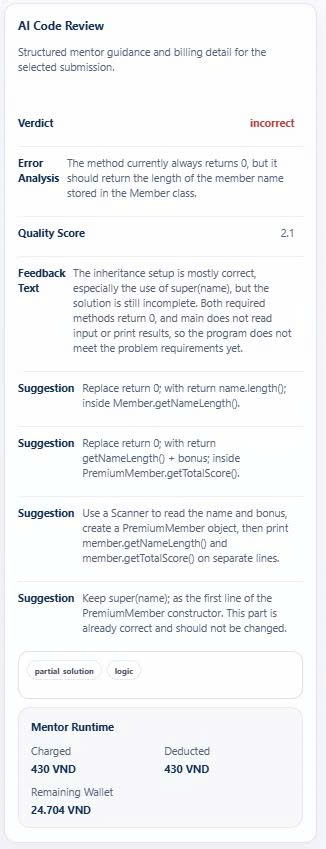 AI Code Review
Structured mentor guidance and billing detail for the
selected submission.
Verdict incorrect
Error Analysis
The method currently always returns 0, but it
should return the length of the member name
stored in the Member class.
Quality Score 2.1
Feedback Text
The inheritance setup is mostly correct,
especially the use of super(name), but the
solution is still incomplete. Both required
methods return 0, and main does not read
input or print results, so the program does not
meet the problem requirements yet.
Suggestion
Replace return 0; with return name.length();
inside Member.getNameLength().
Suggestion
Replace return 0; with return
getNameLength() + bonus; inside
PremiumMember.getTotalScore().
Suggestion
Use a Scanner to read the name and bonus,
create a PremiumMember object, then print
member.getNameLength() and
member.getTotalScore() on separate lines.
Suggestion
Keep super(name); as the first line of the
PremiumMember constructor. This part is
already correct and should not be changed.
partial solution logic
Mentor Runtime
Charged Deducted
430 VND 430 VND
Remaining Wallet
24.704 VND